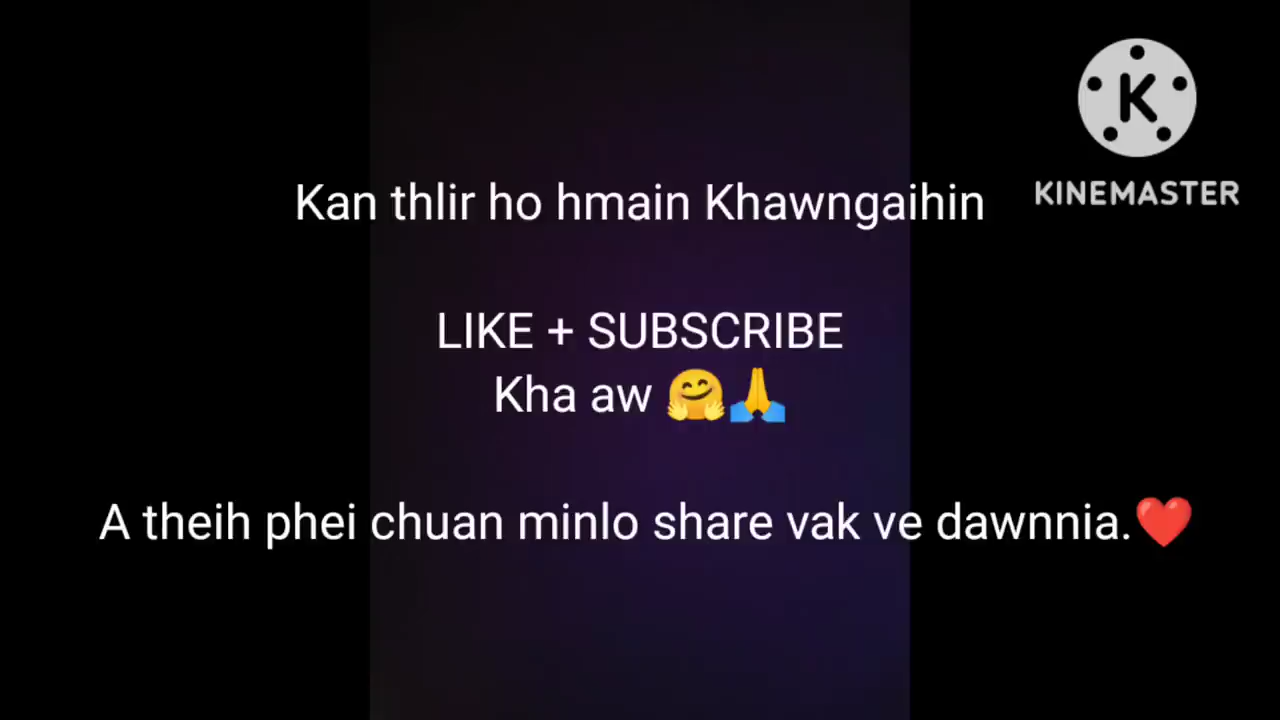 K
KINEMASTER
Kan thlir ho hmain Khawngaihin
LIKE + SUBSCRIBE
Kha aw 🤗🙏
A theih phei chuan minlo share vak ve dawnnia.❤️